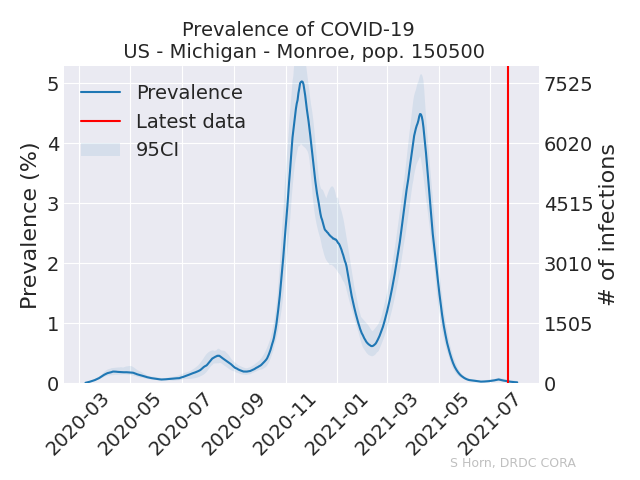 Prevalence of COVID-19
US - Michigan - Monroe, pop. 150500
Prevalence
Latest data
95CI
Prevalence (%)
5
4
3
2
1
0
7525
6020
4515
3010
1505
0
# of infections
2020-03
2020-05
2020-07
2020-09
2020-11
2021-01
2021-03
2021-05
2021-07
S Horn, DRDC CORA